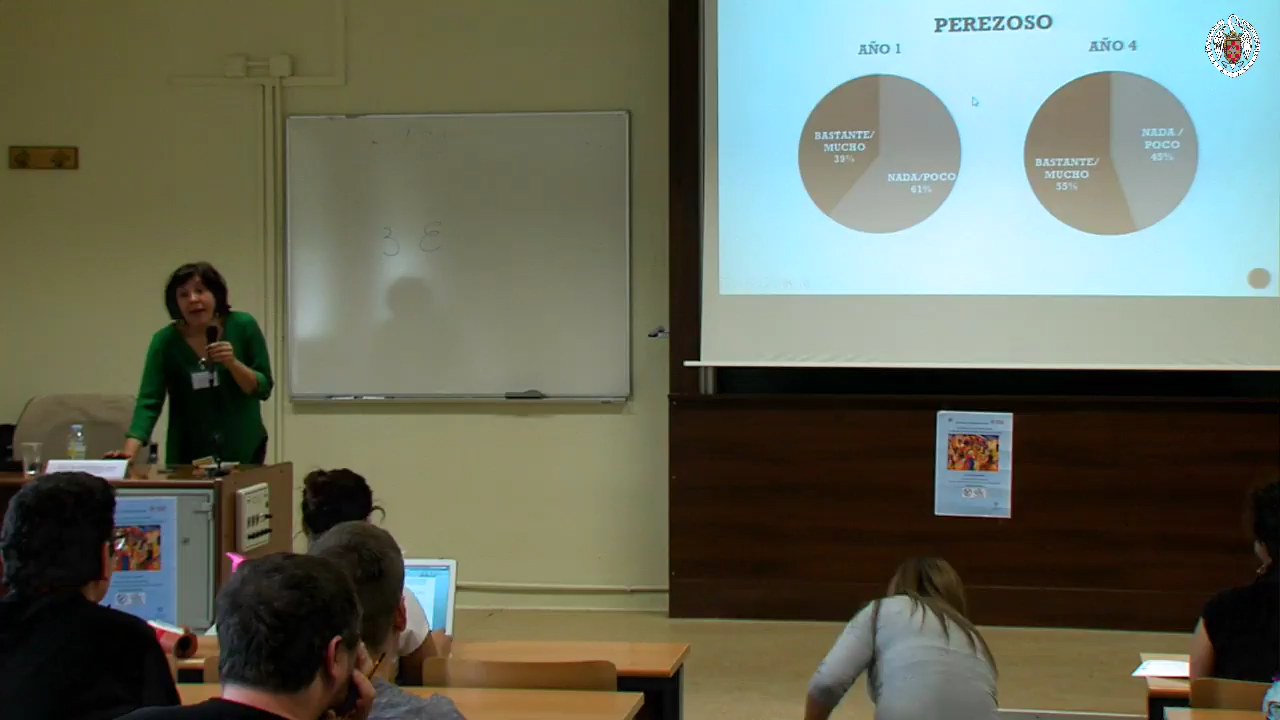 PEREZOSO
AÑO 1
AÑO 4
BASTANTE/
MUCHO
39%
NADA/POCO
61%
NADA /
POCO
45%
BASTANTE/
MUCHO
55%
3 E